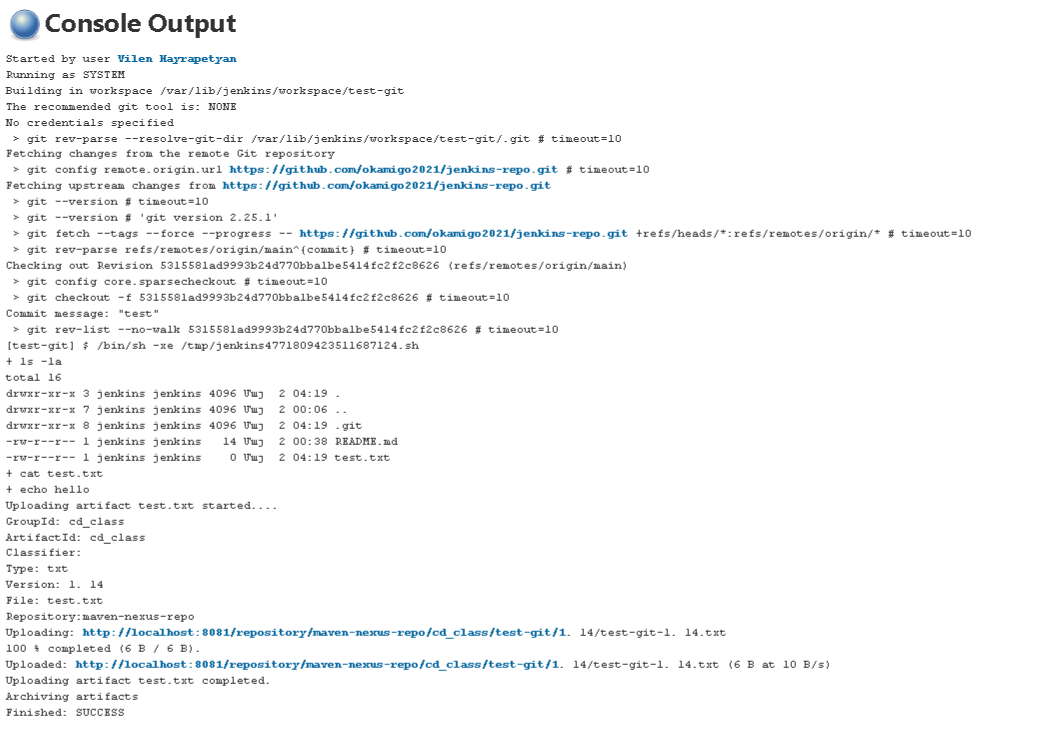 Console Output
Started by user Vilen Hayrapetyan
Running as SYSTEM
Building in workspace /var/lib/jenkins/workspace/test-git
The recommended git tool is: NONE
No credentials specified
 > git rev-parse --resolve-git-dir /var/lib/jenkins/workspace/test-git/.git # timeout=10
Fetching changes from the remote Git repository
 > git config remote.origin.url https://github.com/okamigo2021/jenkins-repo.git # timeout=10
Fetching upstream changes from https://github.com/okamigo2021/jenkins-repo.git
 > git --version # timeout=10
 > git --version # 'git version 2.25.1'
 > git fetch --tags --force --progress -- https://github.com/okamigo2021/jenkins-repo.git +refs/heads/*:refs/remotes/origin/* # timeout=10
 > git rev-parse refs/remotes/origin/main^{commit} # timeout=10
Checking out Revision 5315581ad9993b24d770bba1be5414fc2f2c8626 (refs/remotes/origin/main)
 > git config core.sparsecheckout # timeout=10
 > git checkout -f 5315581ad9993b24d770bba1be5414fc2f2c8626 # timeout=10
Commit message: "test"
 > git rev-list --no-walk 5315581ad9993b24d770bba1be5414fc2f2c8626 # timeout=10
[test-git] $ /bin/sh -xe /tmp/jenkins4771809423511687124.sh
+ ls -la
total 16
drwxr-xr-x 3 jenkins jenkins 4096 Մայ  2 04:19 .
drwxr-xr-x 7 jenkins jenkins 4096 Մայ  2 00:06 ..
drwxr-xr-x 8 jenkins jenkins 4096 Մայ  2 04:19 .git
-rw-r--r-- 1 jenkins jenkins   14 Մայ  2 00:38 README.md
-rw-r--r-- 1 jenkins jenkins    0 Մայ  2 04:19 test.txt
+ cat test.txt
+ echo hello
Uploading artifact test.txt started....
GroupId: cd_class
ArtifactId: cd_class
Classifier:
Type: txt
Version: 1. 14
File: test.txt
Repository:maven-nexus-repo
Uploading: http://localhost:8081/repository/maven-nexus-repo/cd_class/test-git/1. 14/test-git-1. 14.txt
100 % completed (6 B / 6 B).
Uploaded: http://localhost:8081/repository/maven-nexus-repo/cd_class/test-git/1. 14/test-git-1. 14.txt (6 B at 10 B/s)
Uploading artifact test.txt completed.
Archiving artifacts
Finished: SUCCESS